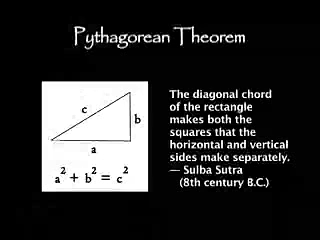 Pythagorean Theorem
c
b
a
a² + b² = c²
The diagonal chord
of the rectangle
makes both the
squares that the
horizontal and vertical
sides make separately.
— Sulba Sutra
(8th century B.C.)